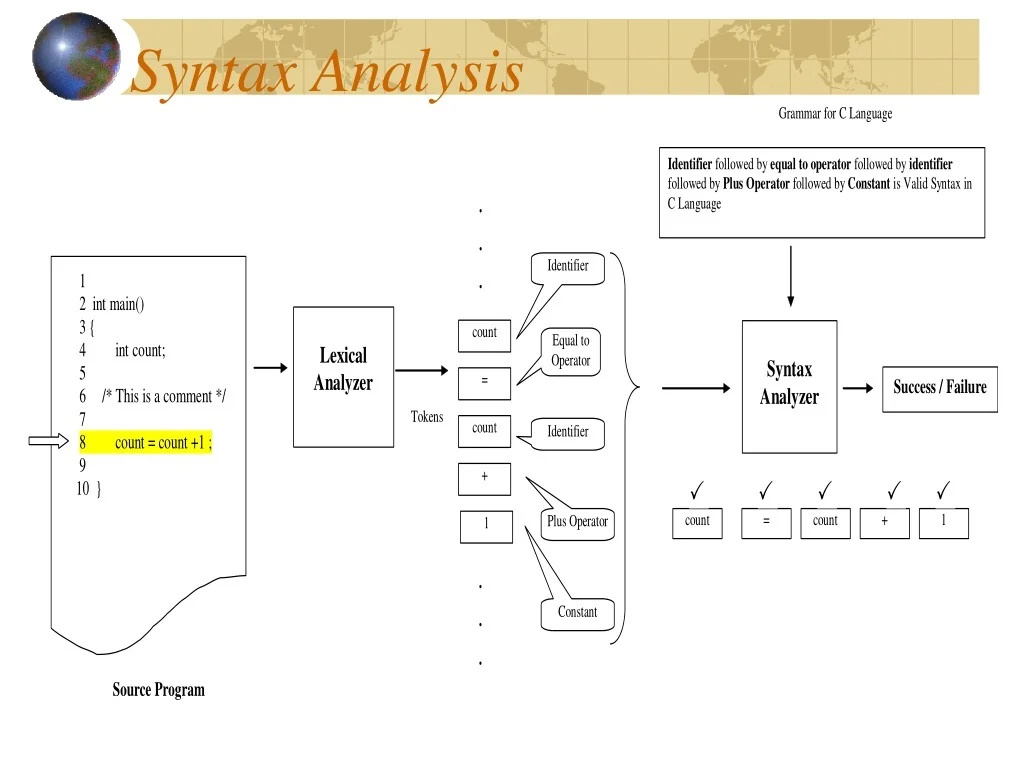 Syntax Analysis
Grammar for C Language
Identifier followed by equal to operator followed by identifier
followed by Plus Operator followed by Constant is Valid Syntax in
C Language
1
2 int main()
3 {
4 int count;
5
6 /* This is a comment */
7
8 count = count +1 ;
9
10 }
Source Program
Lexical
Analyzer
Tokens
count
=
count
+
1
Identifier
Equal to
Operator
Identifier
Plus Operator
Constant
Syntax
Analyzer
Success / Failure
count
=
count
+
1